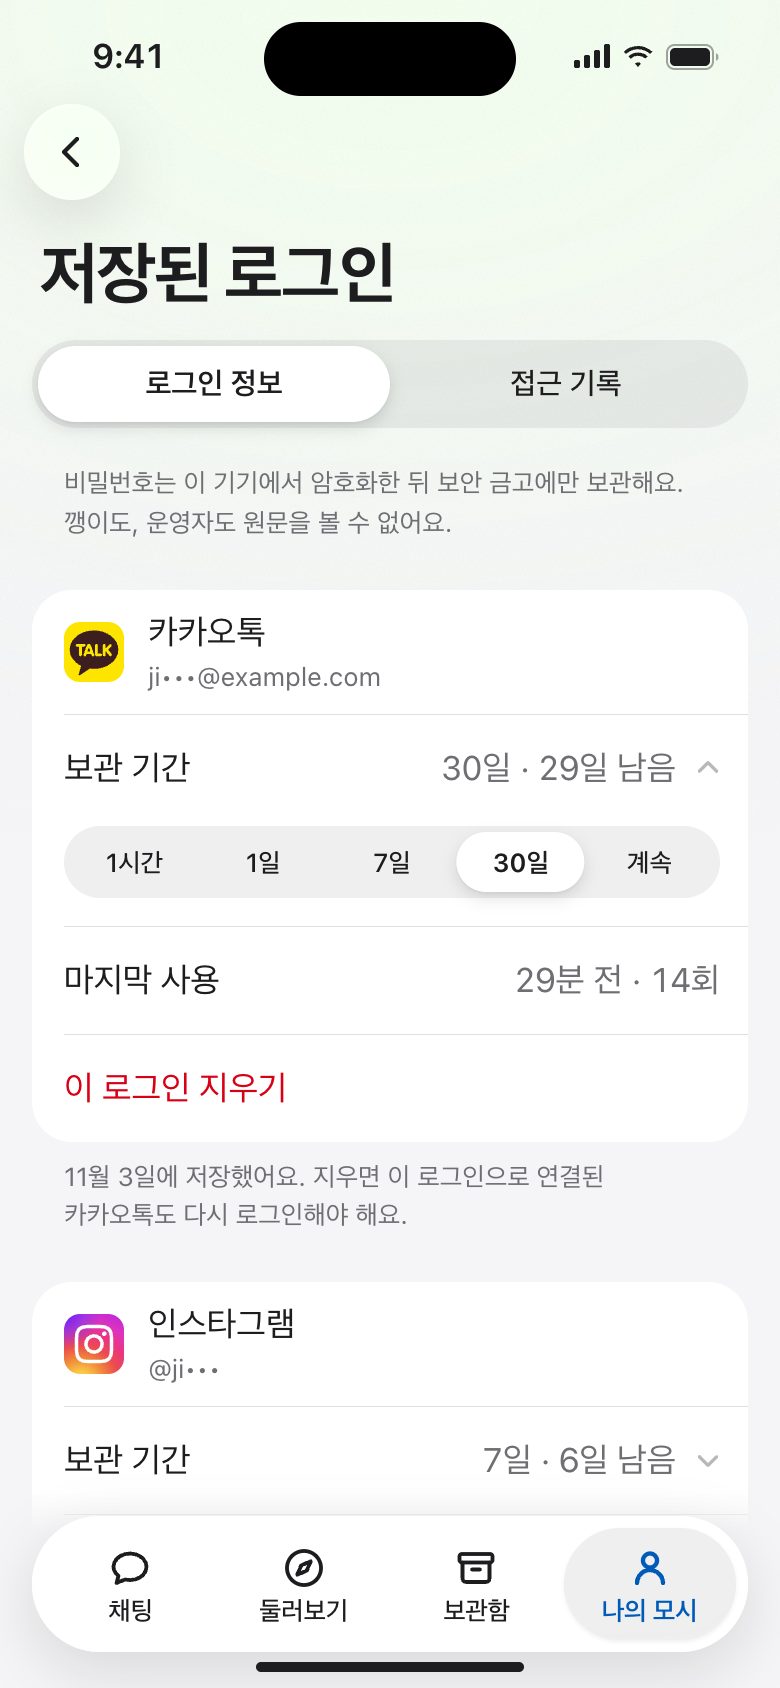 9:41
저장된 로그인
로그인 정보
접근 기록
비밀번호는 이 기기에서 암호화한 뒤 보안 금고에만 보관해요.
깽이도, 운영자도 원문을 볼 수 없어요.
TALK
카카오톡
ji•••@example.com
보관 기간
30일 · 29일 남음
1시간
1일
7일
30일
계속
마지막 사용
29분 전 · 14회
이 로그인 지우기
11월 3일에 저장했어요. 지우면 이 로그인으로 연결된
카카오톡도 다시 로그인해야 해요.
인스타그램
@ji•••
보관 기간
7일 · 6일 남음
채팅
둘러보기
보관함
나의 모시